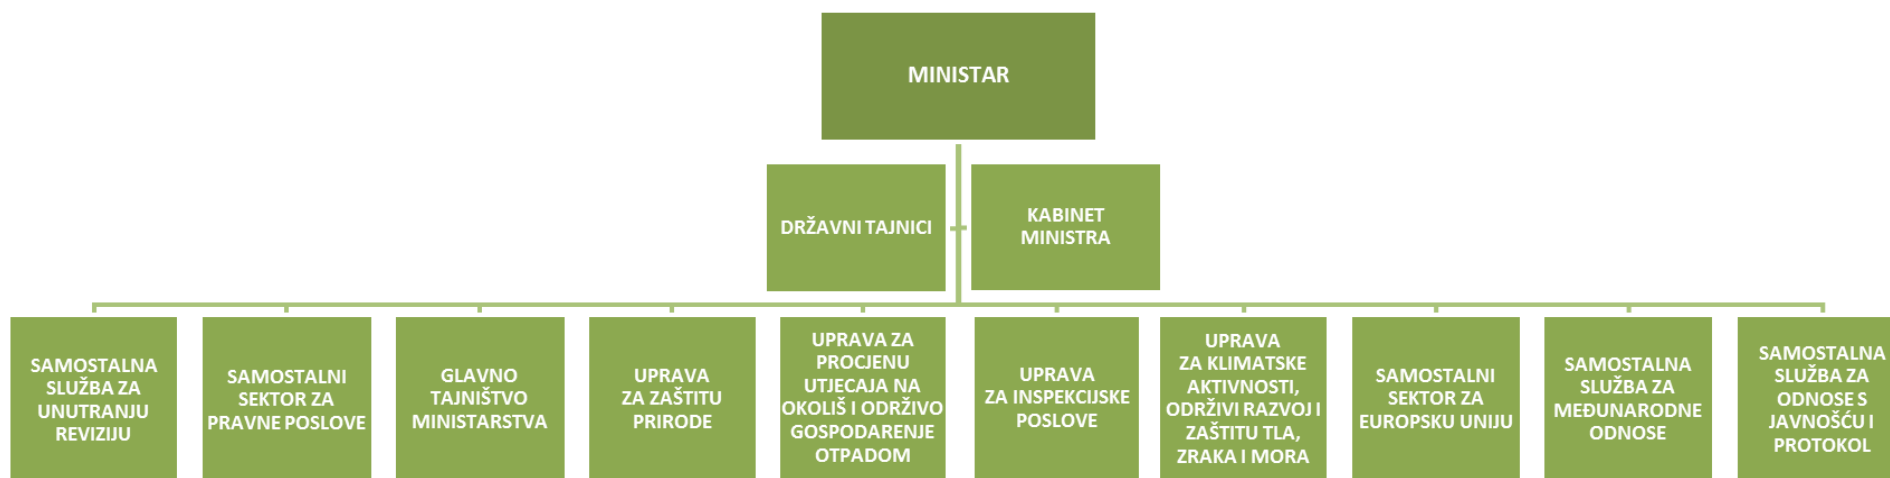 MINISTAR
DRŽAVNI TAJNICI
KABINET
MINISTRA
SAMOSTALNA
SLUŽBA ZA
UNUTRANJU
REVIZIJU
SAMOSTALNI
SEKTOR ZA
PRAVNE POSLOVE
GLAVNO
TAJNIŠTVO
MINISTARSTVA
UPRAVA
ZA ZAŠTITU
PRIRODE
UPRAVA ZA
PROCJENU
UTJECAJA NA
OKOLIŠ I ODRŽIVO
GOSPODARENJE
OTPADOM
UPRAVA
ZA INSPEKCIJSKE
POSLOVE
UPRAVA
ZA KLIMATSKE
AKTIVNOSTI,
ODRŽIVI RAZVOJ I
ZAŠTITU TLA,
ZRAKA I MORA
SAMOSTALNI
SEKTOR ZA
EUROPSKU UNIJU
SAMOSTALNA
SLUŽBA ZA
MEĐUNARODNE
ODNOSE
SAMOSTALNA
SLUŽBA ZA
ODNOSE S
JAVNOŠĆU I
PROTOKOL